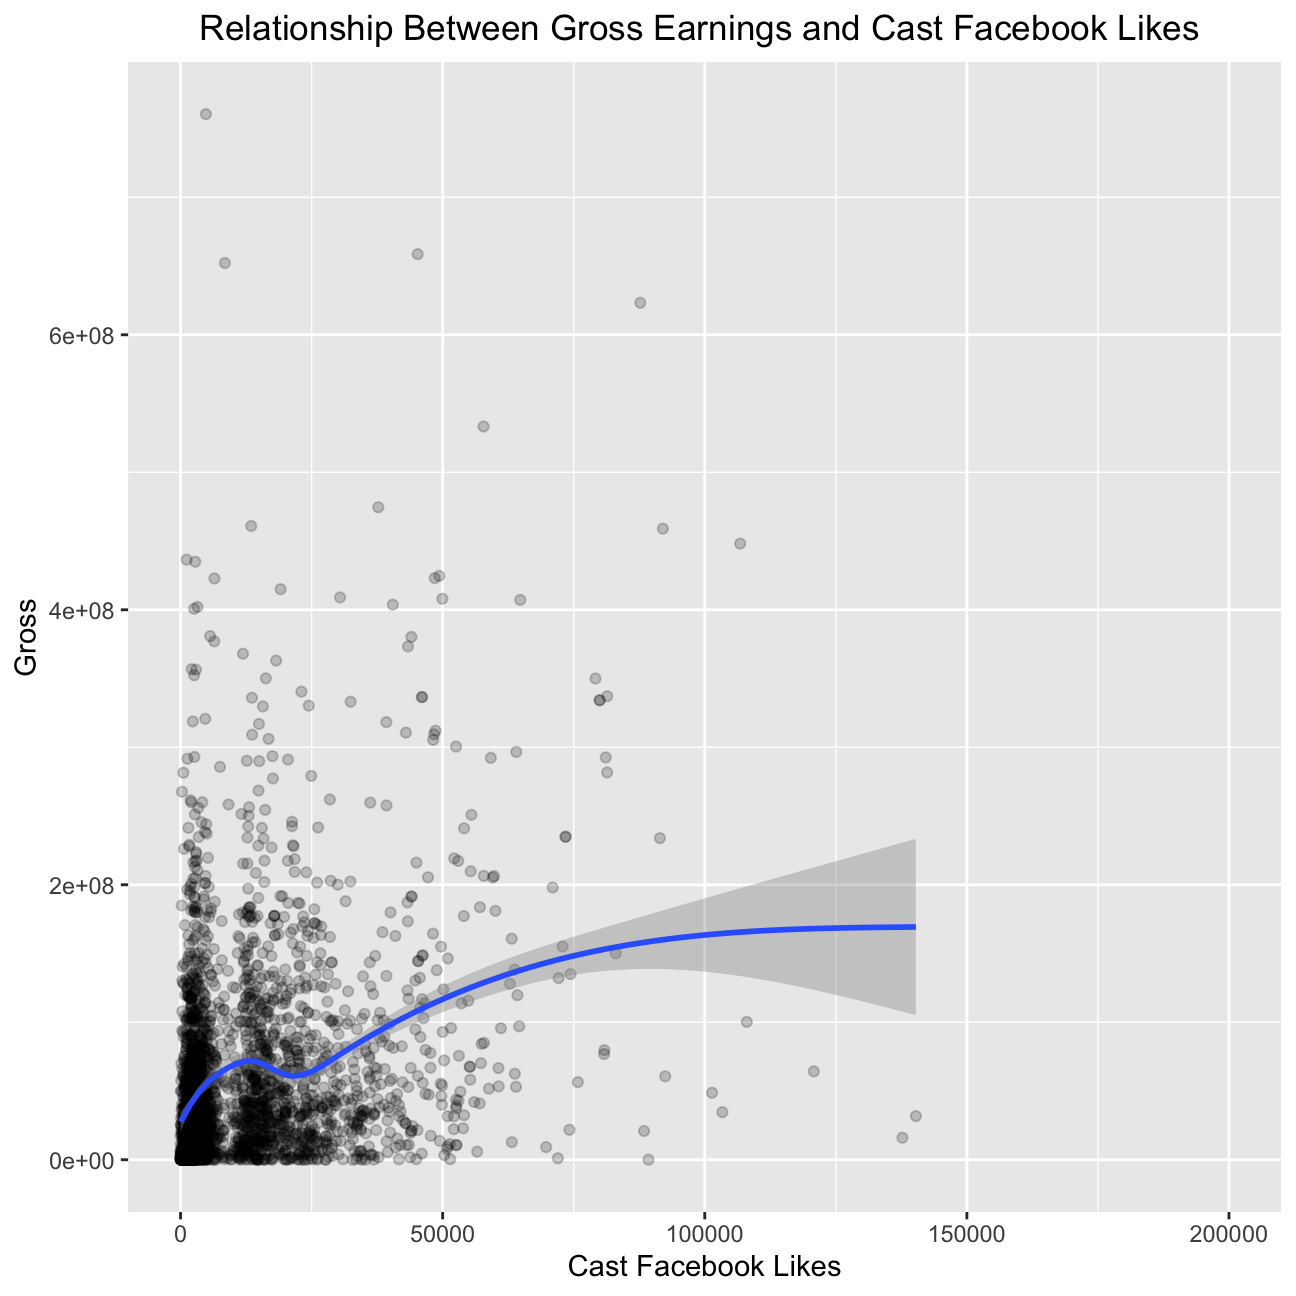 Relationship Between Gross Earnings and Cast Facebook Likes
6e+08
4e+08
2e+08
0e+00
Gross
0 50000 100000 150000 200000
Cast Facebook Likes